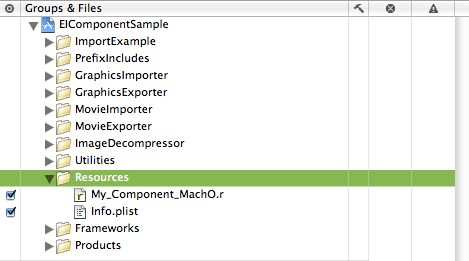 Groups & Files
EIComponentSample
ImportExample
PrefixIncludes
GraphicsImporter
GraphicsExporter
MovieImporter
MovieExporter
ImageDecompressor
Utilities
Resources
My_Component_MachO.r
Info.plist
Frameworks
Products